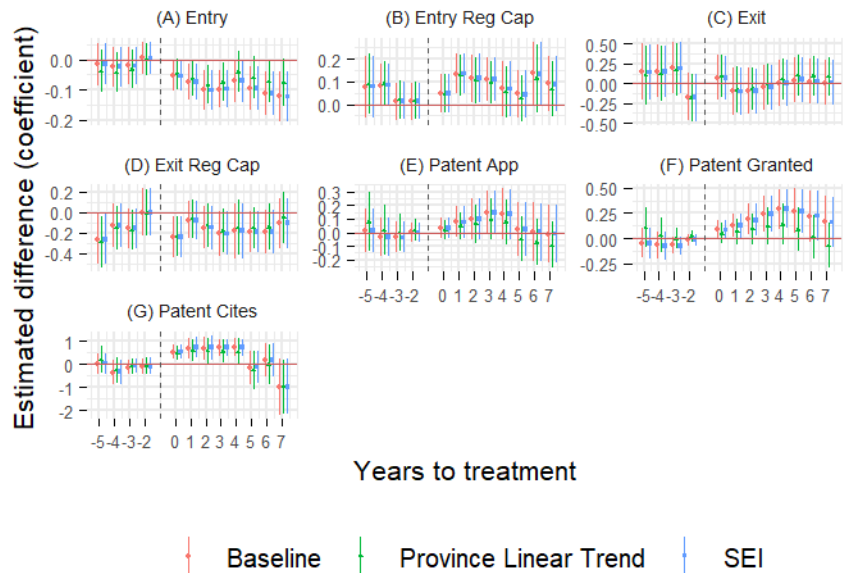 (A) Entry
(B) Entry Reg Cap
(C) Exit
0.0
-0.1
-0.2
0.2
0.1
0.0
0.50
0.25
0.00
-0.25
-0.50
(D) Exit Reg Cap
(E) Patent App
(F) Patent Granted
0.2
0.0
-0.2
-0.4
0.3
0.2
0.1
0.0
-0.1
-0.2
0.50
0.25
0.00
-0.25
-5 -4 -3 -2 0 1 2 3 4 5 6 7
-5 -4 -3 -2 0 1 2 3 4 5 6 7
(G) Patent Cites
1
0
-1
-2
-5 -4 -3 -2 0 1 2 3 4 5 6 7
Estimated difference (coefficient)
Years to treatment
Baseline Province Linear Trend SEI